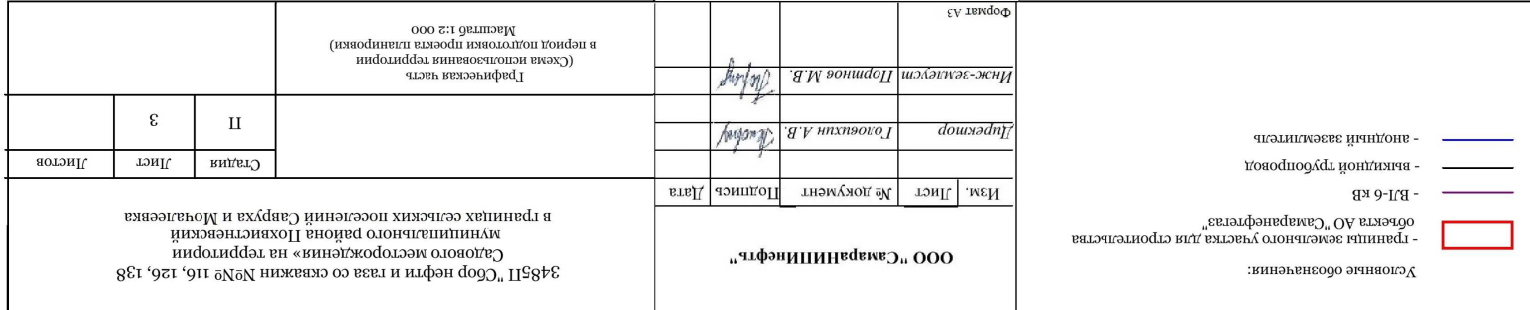 Условные обозначения:
- границы земельного участка для строительства
объекта АО "Самаранефтегаз"
- ВЛ-6 кВ
- выкидной трубопровод
- анодный заземлитель
ООО "СамараНИПИнефть"
Изм. Лист № документ Подпись Дата
Директор Головихин А.В.
Инж-землеуст Портнов М.В.
Формат А3
3485П "Сбор нефти и газа со скважин №№ 116, 126, 138
Садового месторождения» на территории
муниципального района Похвистневский
в границах сельских поселений Савруха и Мочалеевка
Стадия Лист Листов
П 3
Графическая часть
(Схема использования территории
в период подготовки проекта планировки)
Масштаб 1:2 000